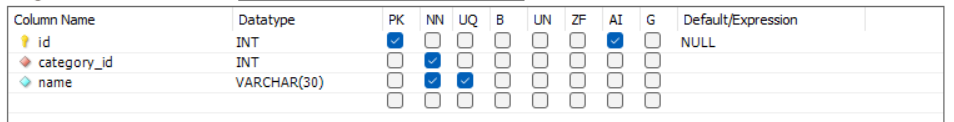 Column Name Datatype PK NN UQ B UN ZF AI G Default/Expression
id INT NULL
category_id INT
name VARCHAR(30)